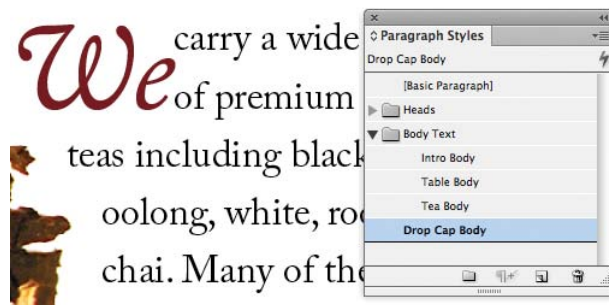 We carry a wide
of premium
teas including black
oolong, white,
chai. Many of the
Paragraph Styles
Drop Cap Body
[Basic Paragraph]
Heads
Body Text
Intro Body
Table Body
Tea Body
Drop Cap Body